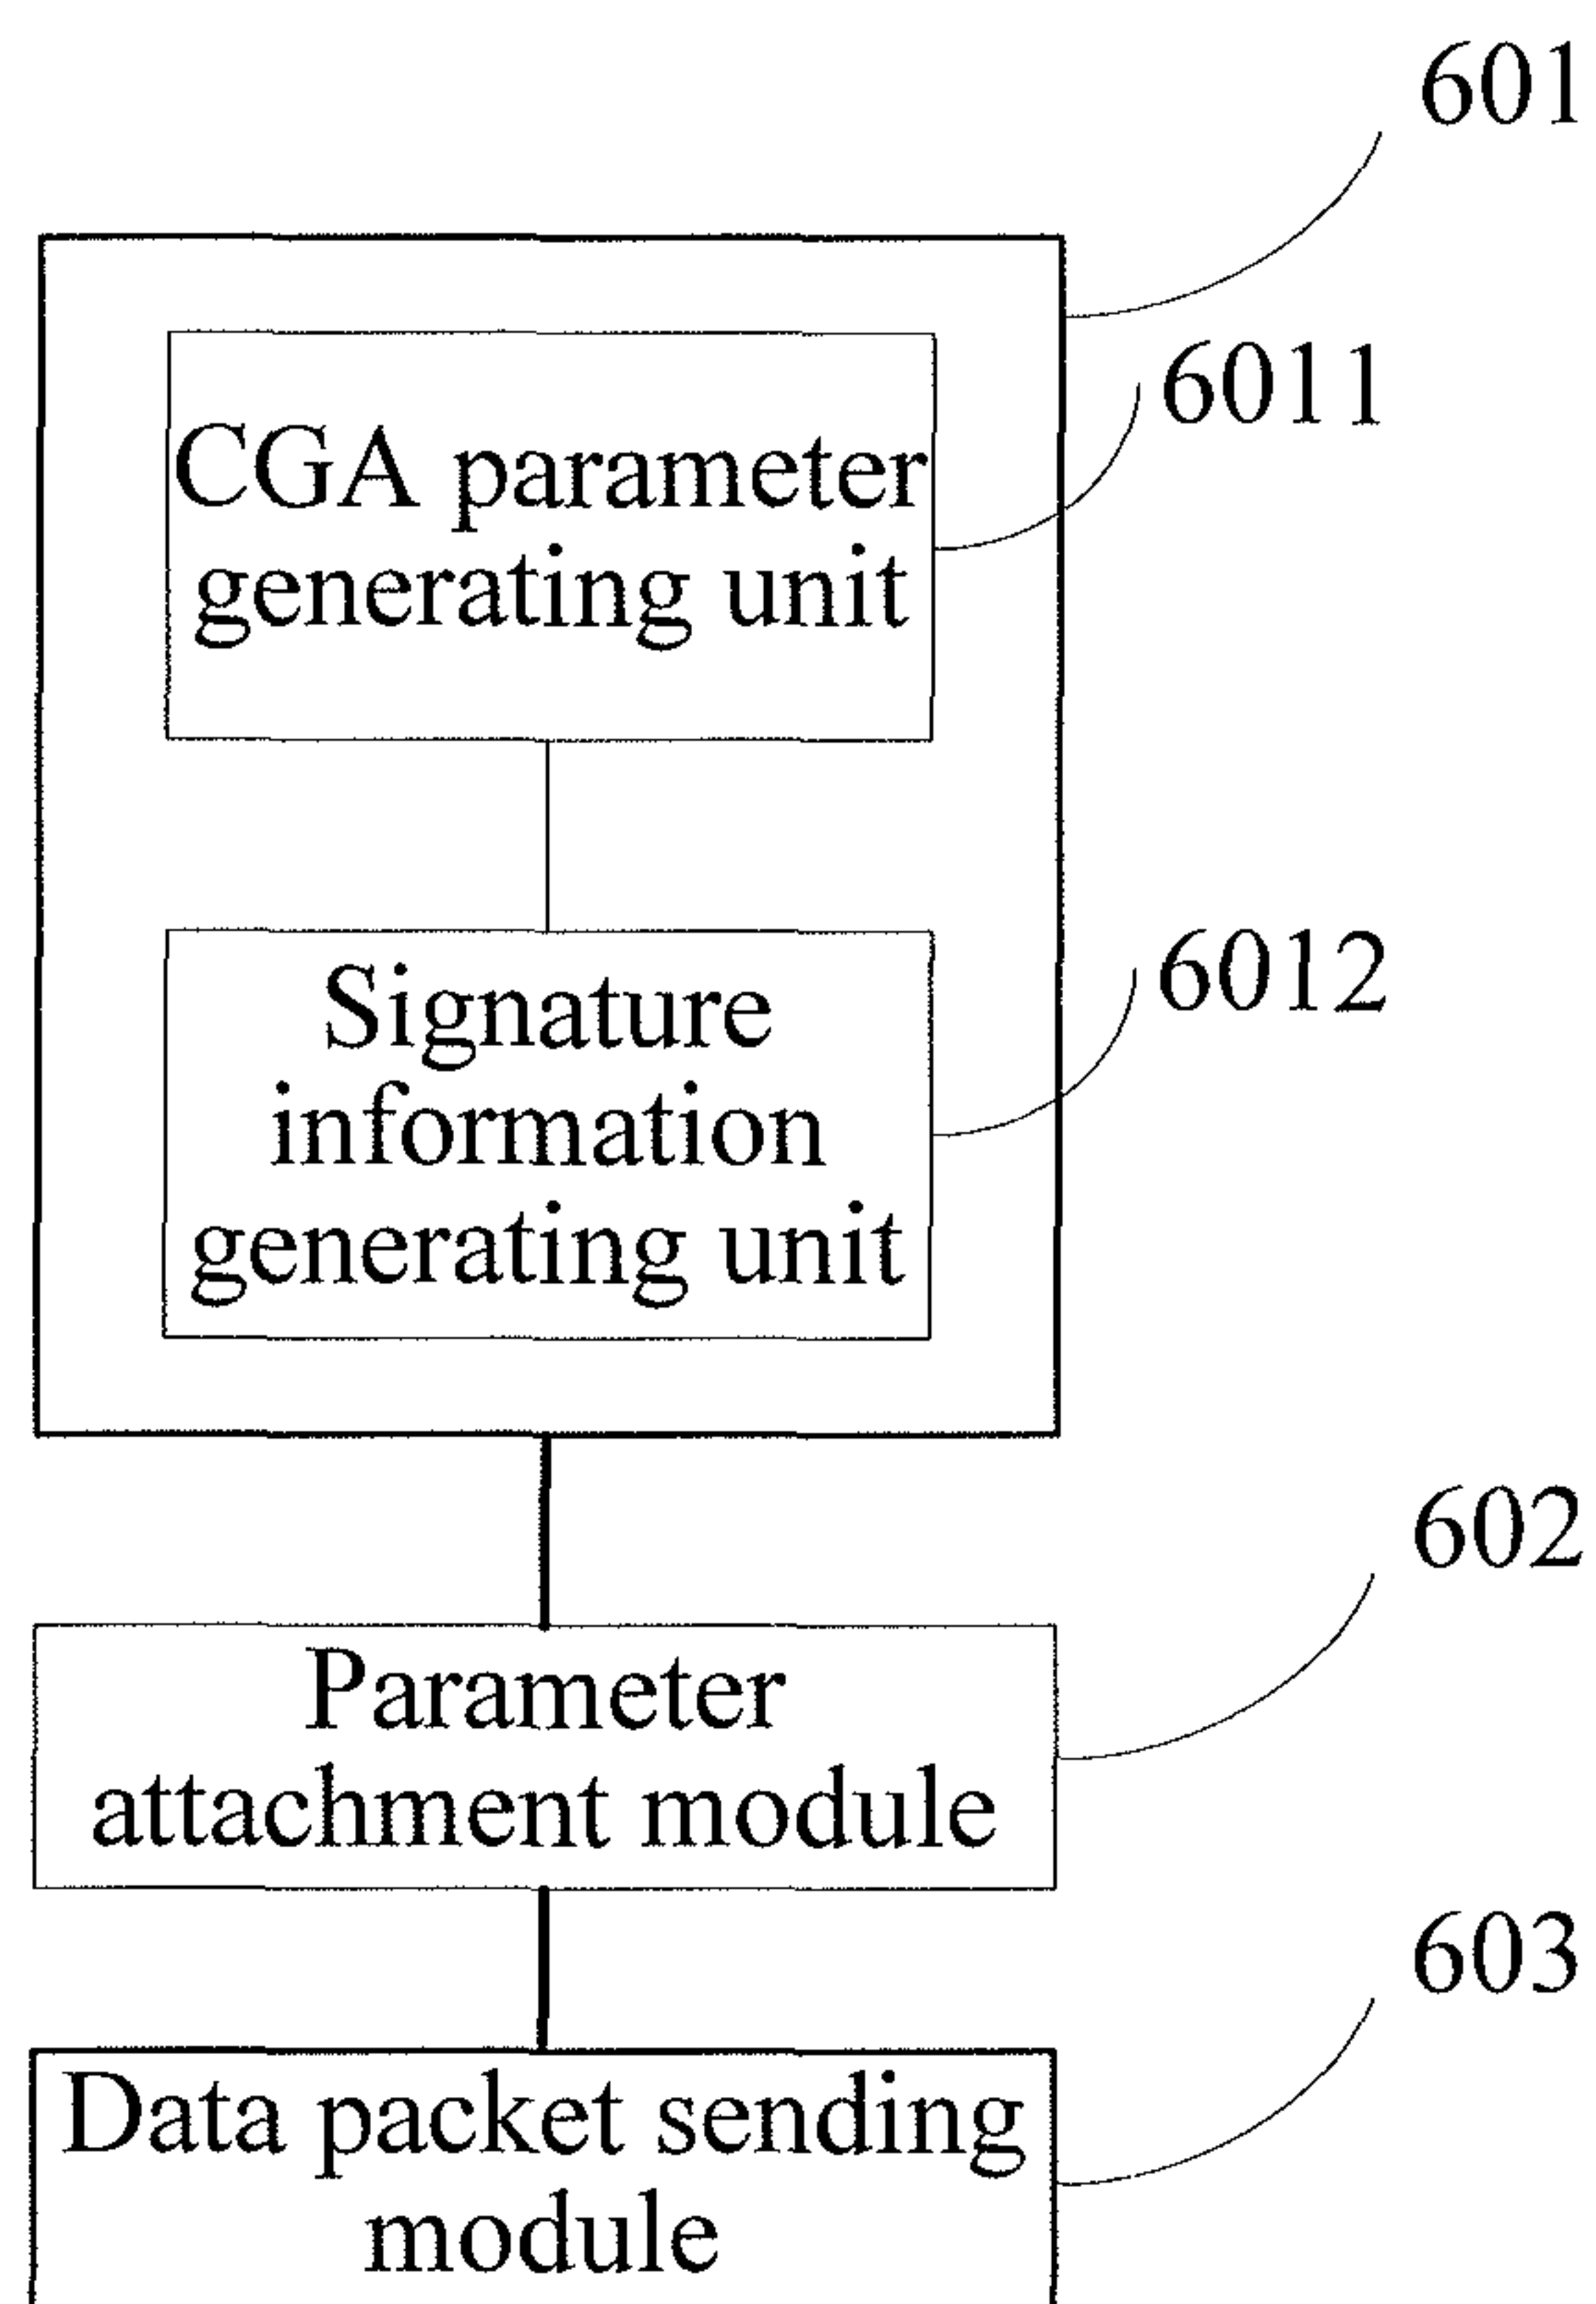 601
6011
CGA parameter
generating unit
6012
Signature
information
generating unit
602
Parameter
attachment module
603
Data packet sending
module